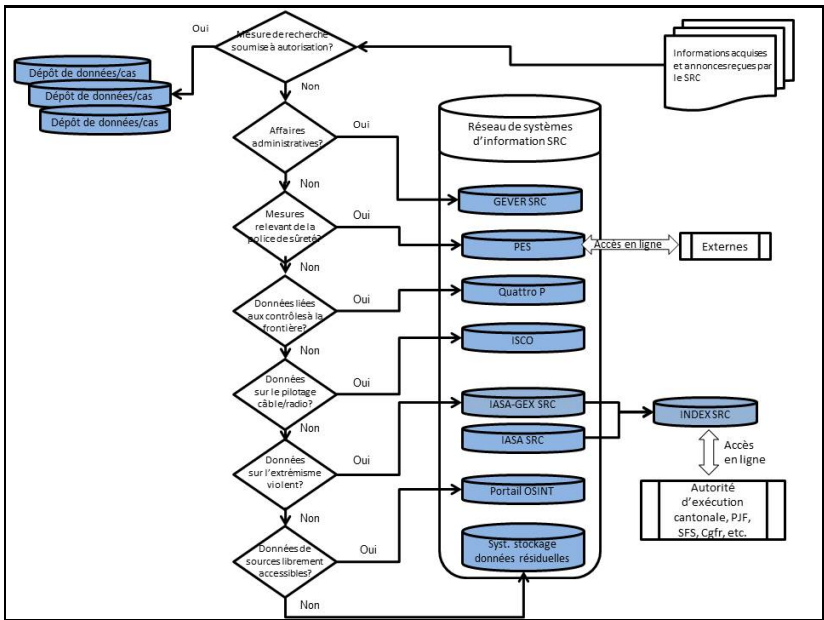 Oui
Mesure de recherche
soumise à autorisation?
Informations acquises
et annonces reçues par
le SRC
Dépôt de données/cas
Dépôt de données/cas
Dépôt de données/cas
Non
Affaires
administratives?
Oui
Réseau de systèmes
d'information SRC
Non
GEVER SRC
Mesures
relevant de la
police de sûreté?
Oui
PES
Accès en ligne
Externes
Non
Quattro P
Données liées
aux contrôles à la
frontière?
Oui
ISCO
Non
Données
sur le pilotage
câble/radio?
Oui
IASA-GEX SRC
INDEX SRC
Non
IASA SRC
Accès
en ligne
Données
sur l'extrémisme
violent?
Oui
Portail OSINT
Autorité
d'exécution
cantonale, PJF,
SFS, Cgfr, etc.
Non
Données de
sources librement
accessibles?
Oui
Syst. stockage
données résiduelles
Non